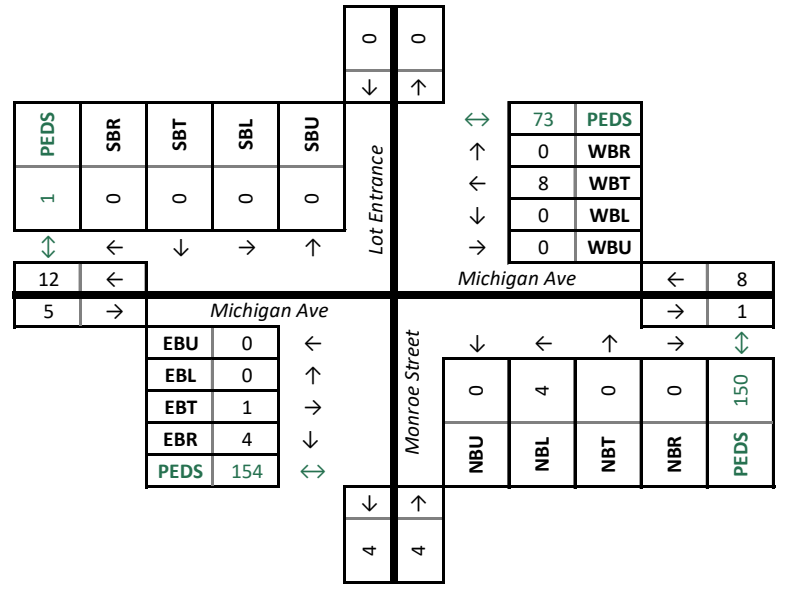 0 0
↓ ↑
PEDS SBR SBT SBL SBU
1 0 0 0 0
↕ ← ↓ → ↑
Lot Entrance
↔ 73 PEDS
↑ 0 WBR
← 8 WBT
↓ 0 WBL
→ 0 WBU
12 ←
Michigan Ave
← 8
5 →
Michigan Ave
→ 1
EBU 0 ←
EBL 0 ↑
EBT 1 →
EBR 4 ↓
PEDS 154 ↔
Monroe Street
↓ ← ↑ → ↕
0 4 0 0 150
NBU NBL NBT NBR PEDS
↓ ↑
4 4